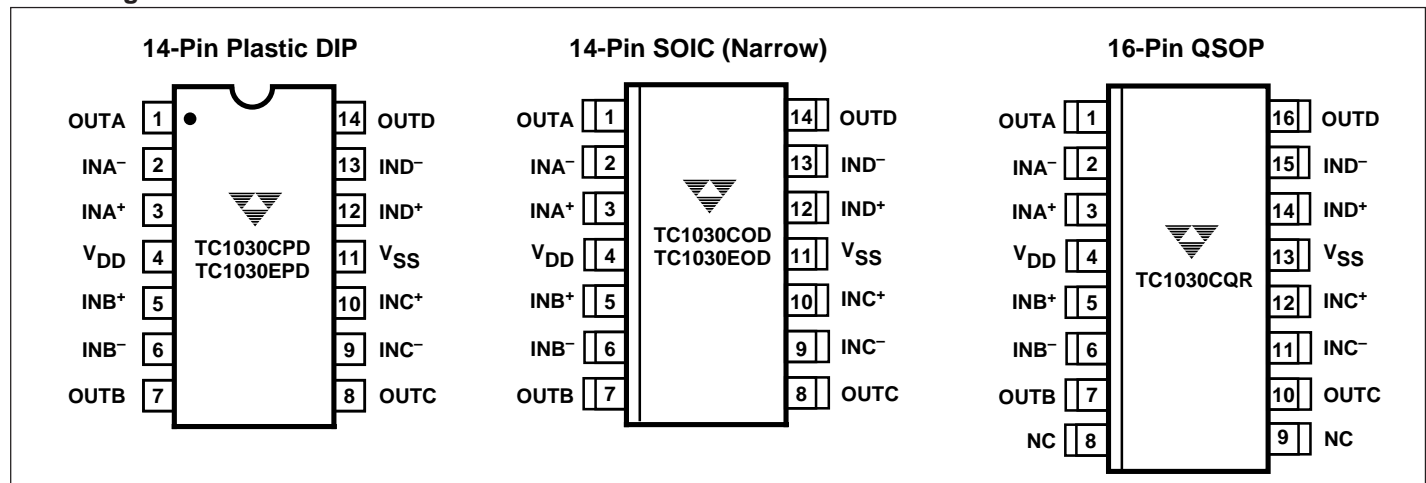 14-Pin Plastic DIP
OUTA 1 14 OUTD
INA– 2 13 IND–
INA+ 3 12 IND+
VDD 4 11 VSS
INB+ 5 10 INC+
INB– 6 9 INC–
OUTB 7 8 OUTC
TC1030CPD
TC1030EPD
14-Pin SOIC (Narrow)
OUTA 1 14 OUTD
INA– 2 13 IND–
INA+ 3 12 IND+
VDD 4 11 VSS
INB+ 5 10 INC+
INB– 6 9 INC–
OUTB 7 8 OUTC
TC1030COD
TC1030EOD
16-Pin QSOP
OUTA 1 16 OUTD
INA– 2 15 IND–
INA+ 3 14 IND+
VDD 4 13 VSS
INB+ 5 12 INC+
INB– 6 11 INC–
OUTB 7 10 OUTC
NC 8 9 NC
TC1030CQR